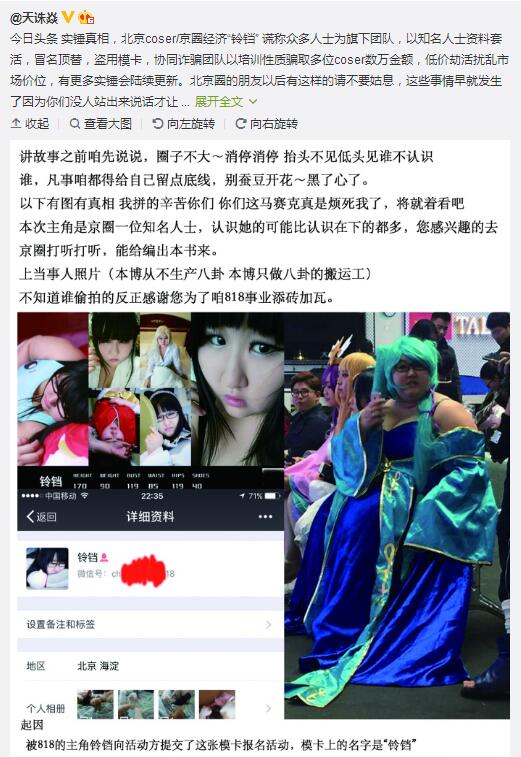 @天诛焱
今日头条 实锤真相，北京coser/京圈经济“铃铛” 谎称众多人士为旗下团队，以知名人士资料套
活，冒名顶替，盗用模卡，协同诈骗团队以培训性质骗取多位coser数万金额，低价劫活扰乱市
场价位，有更多实锤会陆续更新。北京圈的朋友以后有这样的请不要姑息，这些事情早就发生
了因为你们没人站出来说话才让 ... 展开全文
收起 查看大图 向左旋转 向右旋转
讲故事之前咱先说说，圈子不大～消停消停 抬头不见低头见谁不认识
谁，凡事咱都得给自己留点底线，别蚕豆开花～黑了心了。
以下有图有真相 我拼的辛苦你们 你们这马赛克真是烦死我了，将就着看吧
本次主角是京圈一位知名人士，认识她的可能比认识在下的都多，您感兴趣的去
京圈打听打听，能给编出本书来。
上当事人照片（本博从不生产八卦 本博只做八卦的搬运工）
不知道谁偷拍的反正感谢您为了咱818事业添砖加瓦。
TAL
铃铛 HEIGHT WEIGHT BUST WAIST HIPS SHOES
170 90 119 85 119 40
中国移动 22:35 71%
返回 详细资料
铃铛
微信号：ch 18
设置备注和标签
地区 北京 海淀
个人相册
起因
被818的主角铃铛向活动方提交了这张模卡报名活动，模卡上的名字是“铃铛”